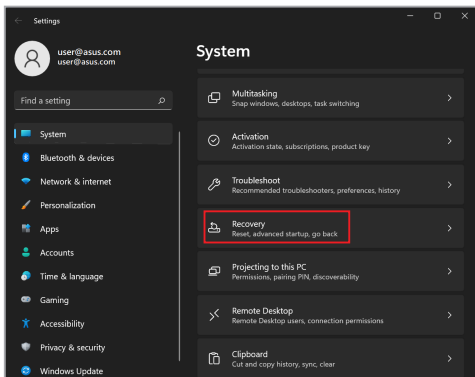 Settings
user@asus.com
user@asus.com
Find a setting
System
Bluetooth & devices
Network & internet
Personalization
Apps
Accounts
Time & language
Gaming
Accessibility
Privacy & security
Windows Update
System
Multitasking
Snap windows, desktops, task switching
Activation
Activation state, subscriptions, product key
Troubleshoot
Recommended troubleshooters, preferences, history
Recovery
Reset, advanced startup, go back
Projecting to this PC
Permissions, pairing PIN, discoverability
Remote Desktop
Remote Desktop users, connection permissions
Clipboard
Cut and copy history, sync, clear